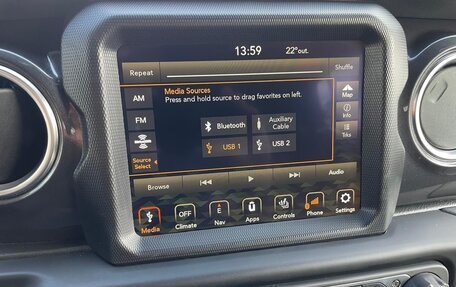 13:59 22°out.
Repeat Shuffle
Media Sources
Press and hold source to drag favorites on left.
AM
FM
Source
Select
Bluetooth
Auxiliary
Cable
USB 1
USB 2
Map
Info
Trks
Browse Audio
Media
OFF
Climate
E
Nav
Apps
Controls
Phone
Settings